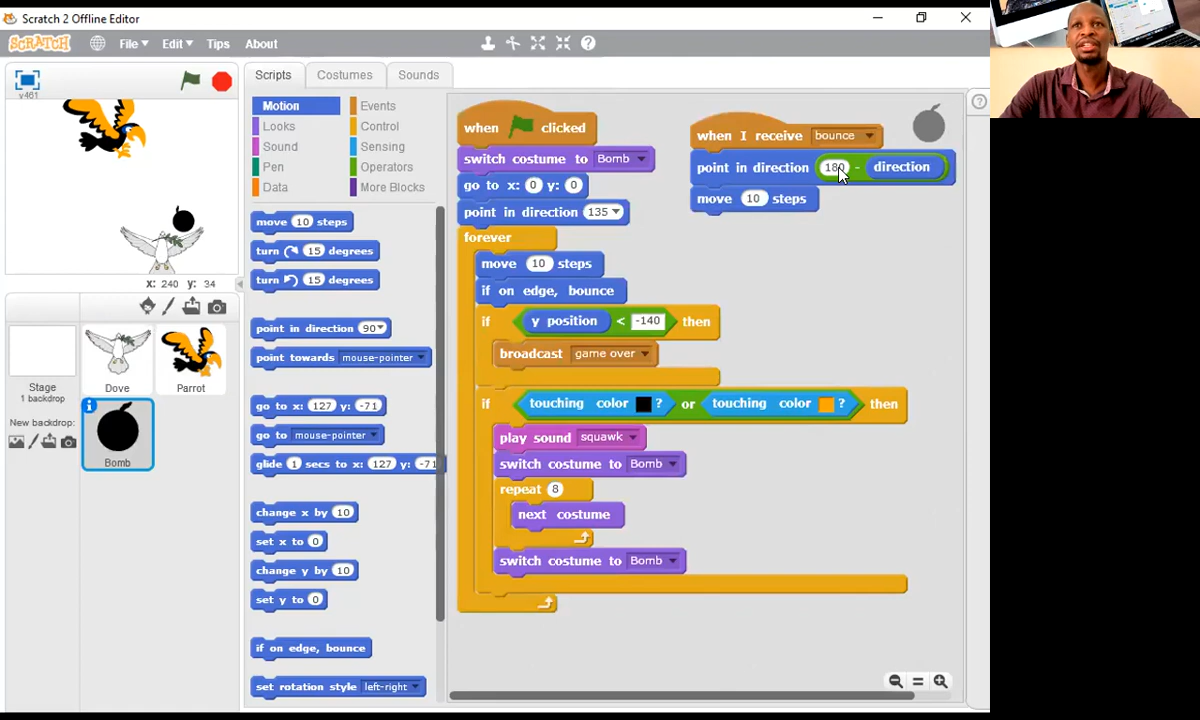 Scratch 2 Offline Editor
SCRATCH
File
Edit
Tips
About
v461
x: 240 y: 34
Stage
1 backdrop
New backdrop:
Dove
Parrot
Bomb
Scripts
Costumes
Sounds
Motion
Looks
Sound
Pen
Data
Events
Control
Sensing
Operators
More Blocks
move 10 steps
turn 15 degrees
turn 15 degrees
point in direction 90
point towards mouse-pointer
go to x: 127 y: -71
go to mouse-pointer
glide 1 secs to x: 127 y: -71
change x by 10
set x to 0
change y by 10
set y to 0
if on edge, bounce
set rotation style left-right
when clicked
switch costume to Bomb
go to x: 0 y: 0
point in direction 135
forever
move 10 steps
if on edge, bounce
if y position < -140 then
broadcast game over
if touching color ? or touching color ? then
play sound squawk
switch costume to Bomb
repeat 8
next costume
switch costume to Bomb
when I receive bounce
point in direction 180 - direction
move 10 steps